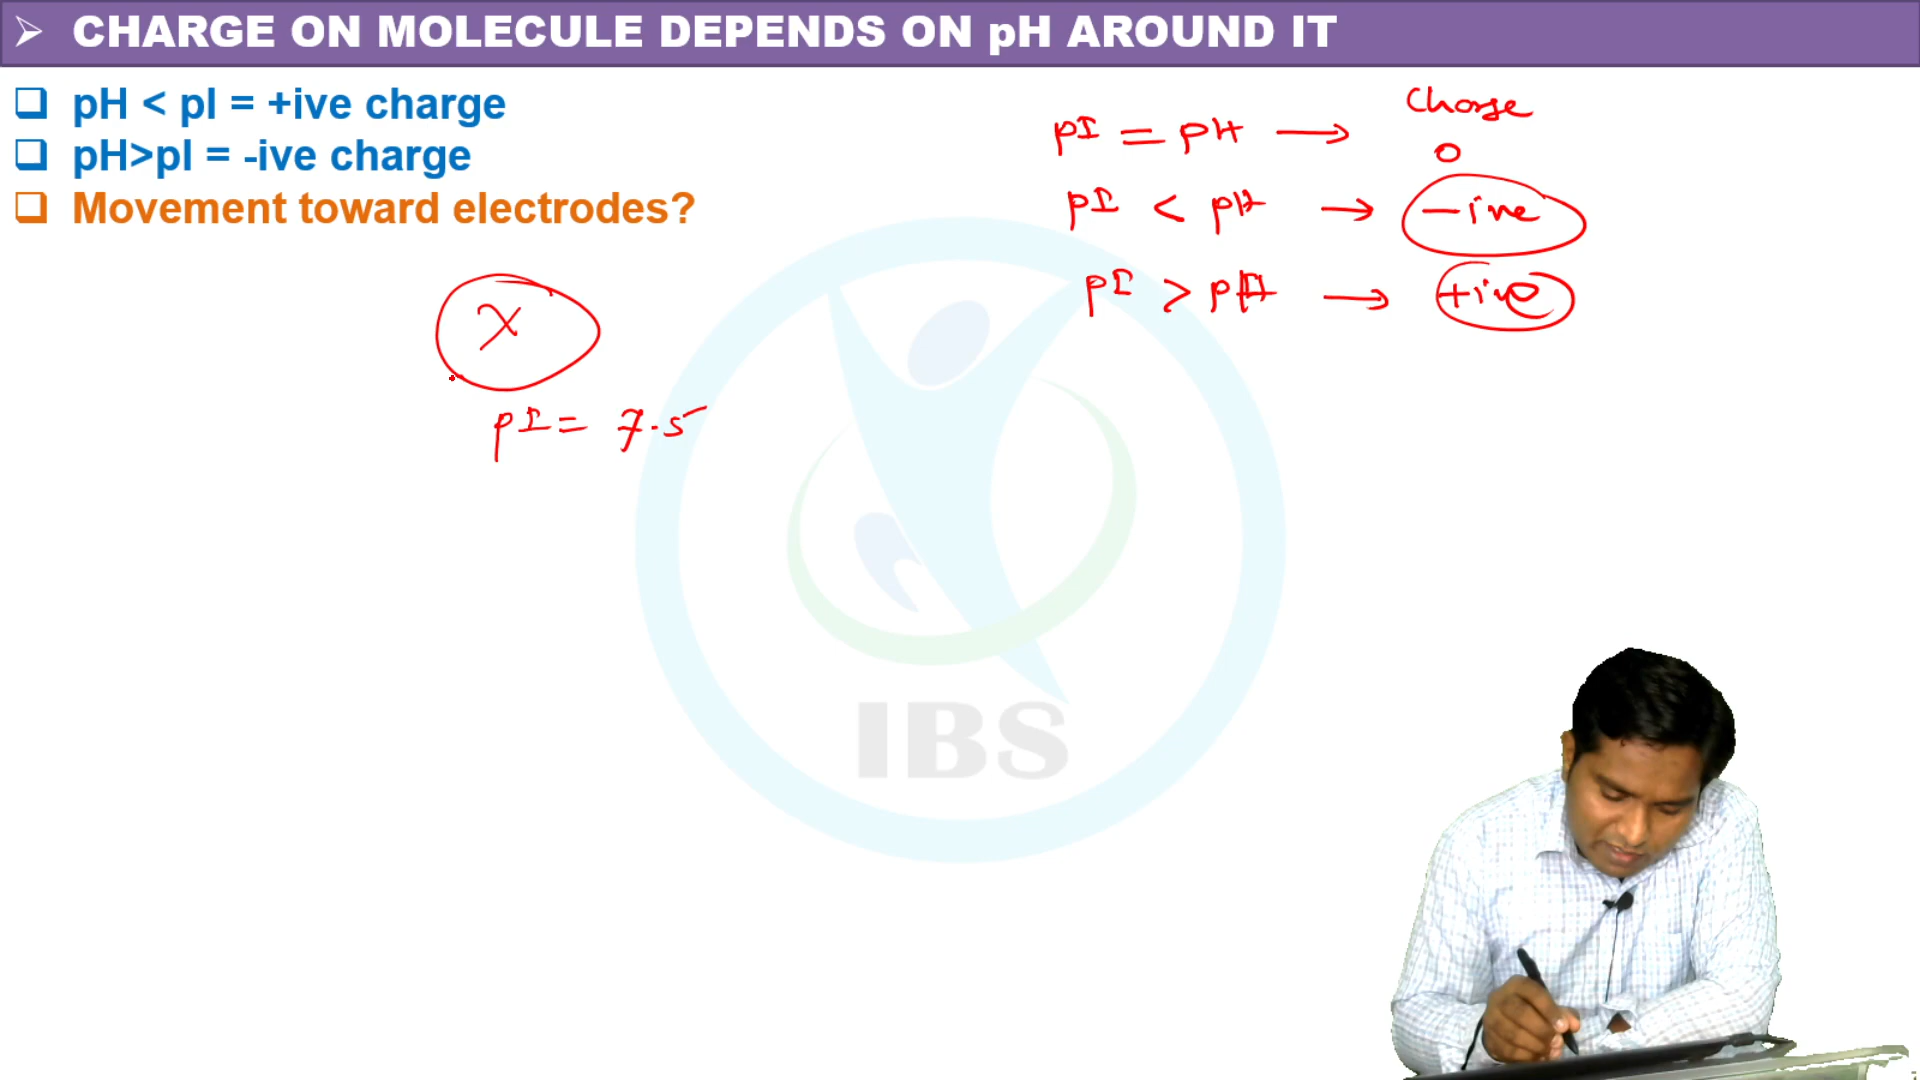 CHARGE ON MOLECULE DEPENDS ON pH AROUND IT
pH < pI = +ive charge
pH>pI = -ive charge
Movement toward electrodes?
Charge
pI = pH → 0
pI < pH → -ive
pI > pH → +ive
X
pI = 7.5
IBS